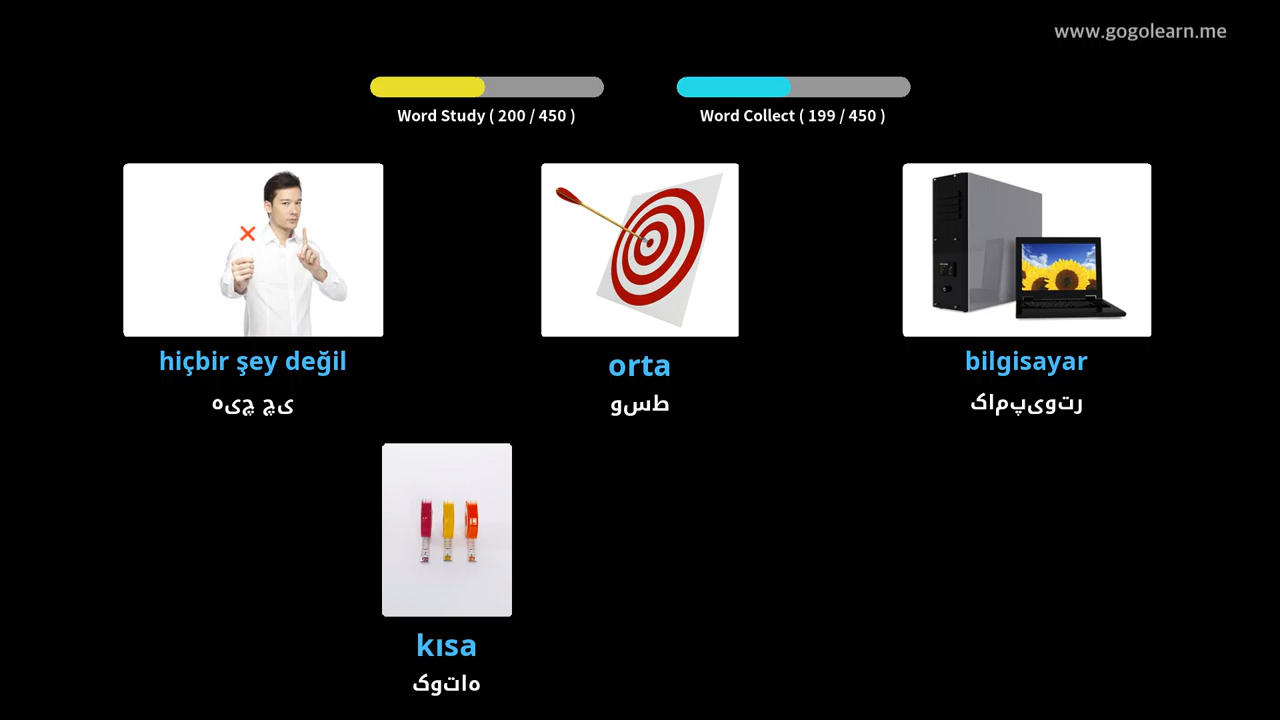 www.gogolearn.me
Word Study ( 200 / 450 )
Word Collect ( 199 / 450 )
hiçbir şey değil
هیچ چی
orta
وسط
bilgisayar
کامپیوتر
kısa
کوتاه